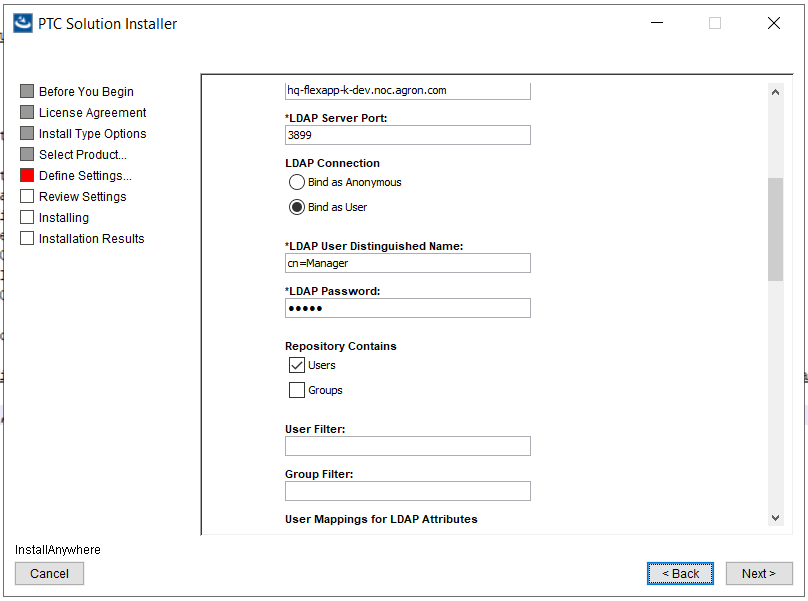 PTC Solution Installer
Before You Begin
License Agreement
Install Type Options
Select Product...
Define Settings...
Review Settings
Installing
Installation Results
hq-flexapp-k-dev.noc.agron.com
*LDAP Server Port:
3899
LDAP Connection
Bind as Anonymous
Bind as User
*LDAP User Distinguished Name:
cn=Manager
*LDAP Password:
•••••
Repository Contains
Users
Groups
User Filter:
Group Filter:
User Mappings for LDAP Attributes
InstallAnywhere
Cancel
< Back
Next >